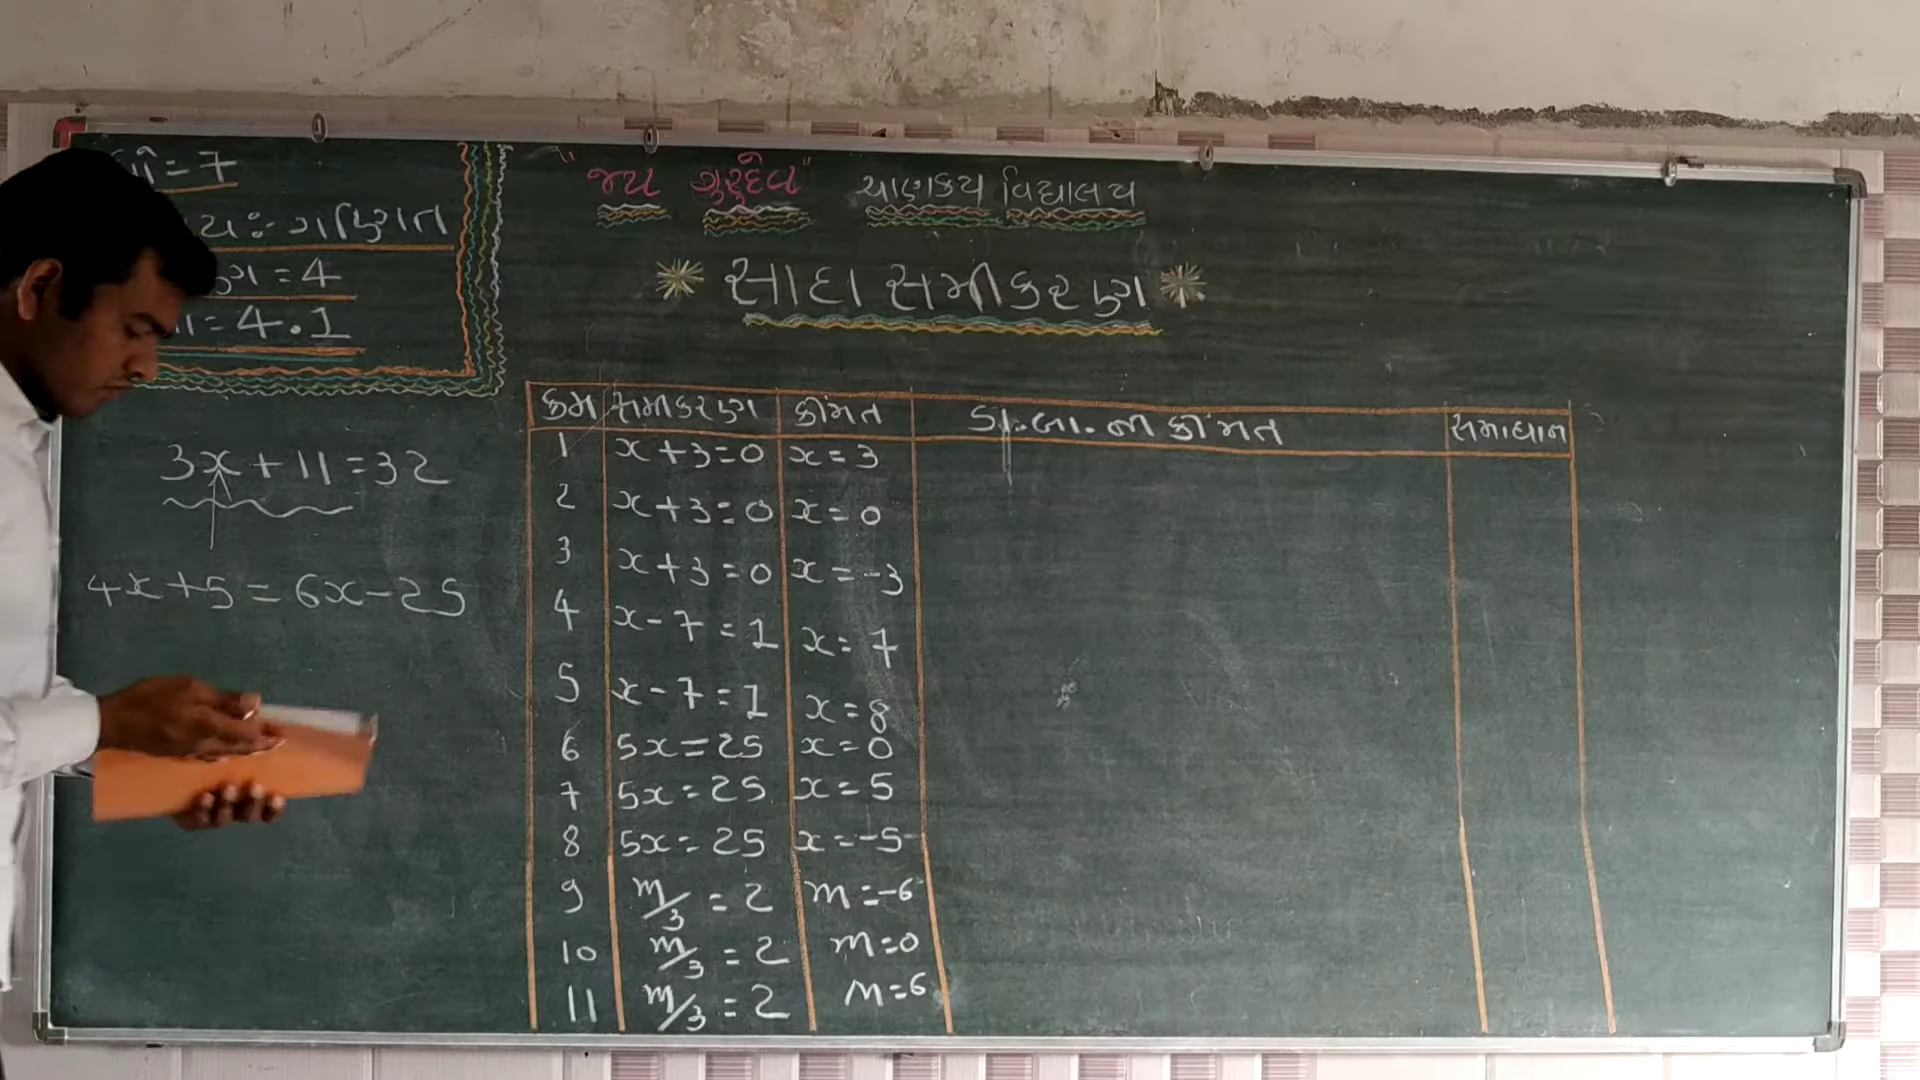 = 7
ગણિત
= 4
= 4.1
3x + 11 = 32
4x + 5 = 6x - 25
"જય ગુરુદેવ" ચાણક્ય વિદ્યાલય
સાદા સમીકરણ
ક્રમ સમીકરણ કીંમત ડા.બા.ની કીંમત સમાધાન
1 x + 3 = 0 x = 3
2 x + 3 = 0 x = 0
3 x + 3 = 0 x = -3
4 x - 7 = 1 x = 7
5 x - 7 = 1 x = 8
6 5x = 25 x = 0
7 5x = 25 x = 5
8 5x = 25 x = -5
9 m/3 = 2 m = -6
10 m/3 = 2 m = 0
11 m/3 = 2 m = 6